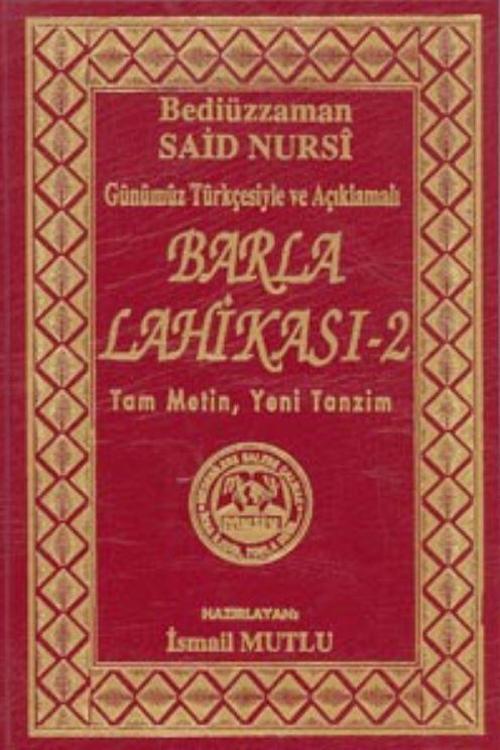 Bediüzzaman
SAİD NURSÎ
Günümüz Türkçesiyle ve Açıklamalı
BARLA
LAHİKASI-2
Tam Metin, Yeni Tanzim
HAZIRLAYAN:
İsmail MUTLU